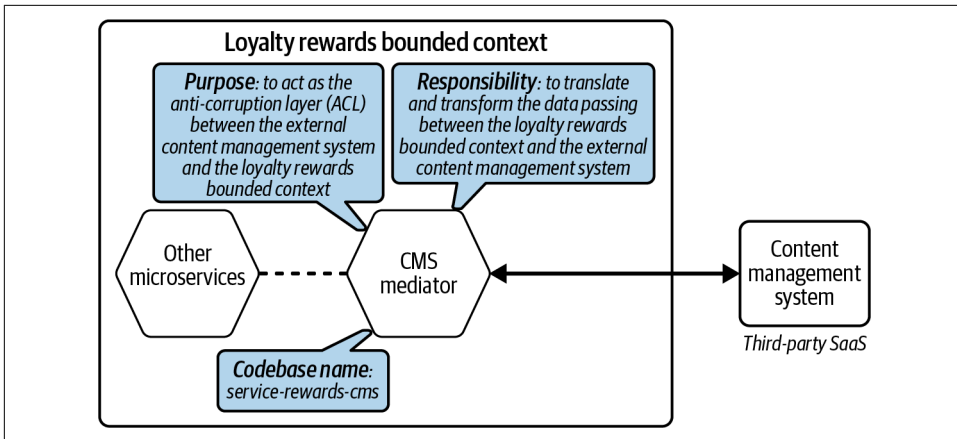 Loyalty rewards bounded context
Purpose: to act as the
anti-corruption layer (ACL)
between the external
content management system
and the loyalty rewards
bounded context
Responsibility: to translate
and transform the data passing
between the loyalty rewards
bounded context and the external
content management system
Other
microservices
CMS
mediator
Content
management
system
Third-party SaaS
Codebase name:
service-rewards-cms